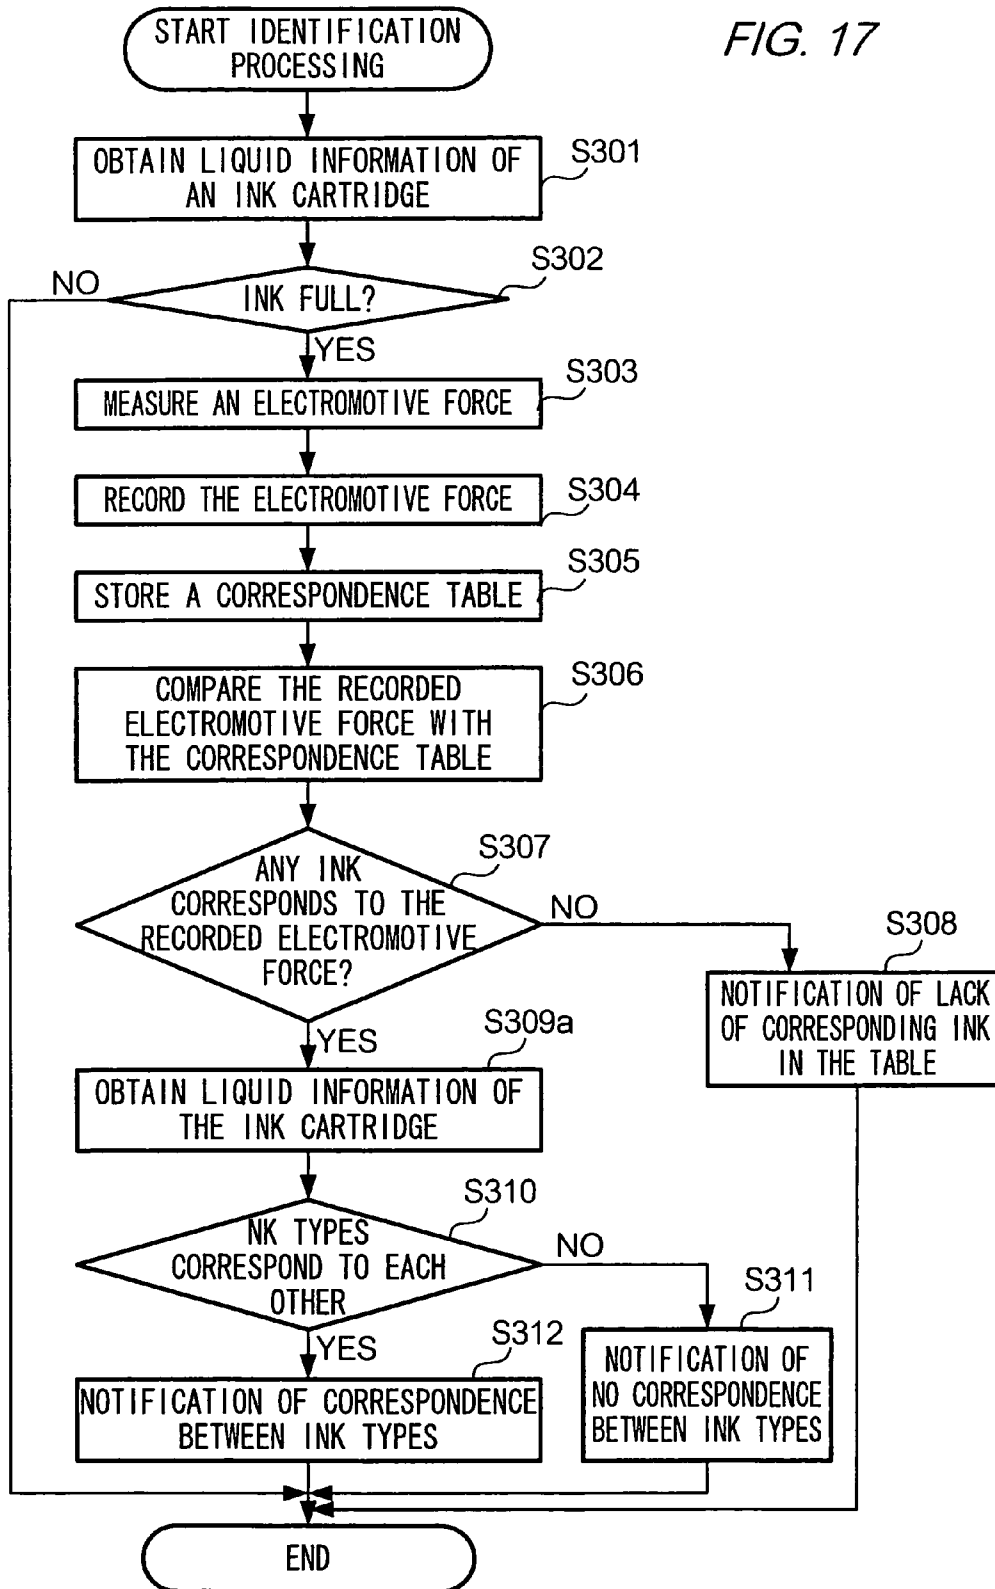 FIG. 17
START IDENTIFICATION
PROCESSING
S301
OBTAIN LIQUID INFORMATION OF
AN INK CARTRIDGE
S302
NO
INK FULL?
YES
S303
MEASURE AN ELECTROMOTIVE FORCE
S304
RECORD THE ELECTROMOTIVE FORCE
S305
STORE A CORRESPONDENCE TABLE
S306
COMPARE THE RECORDED
ELECTROMOTIVE FORCE WITH
THE CORRESPONDENCE TABLE
S307
ANY INK
CORRESPONDS TO THE
RECORDED ELECTROMOTIVE
FORCE?
NO
YES
S308
NOTIFICATION OF LACK
OF CORRESPONDING INK
IN THE TABLE
S309a
OBTAIN LIQUID INFORMATION OF
THE INK CARTRIDGE
S310
NK TYPES
CORRESPOND TO EACH
OTHER
NO
YES
S311
NOTIFICATION OF
NO CORRESPONDENCE
BETWEEN INK TYPES
S312
NOTIFICATION OF CORRESPONDENCE
BETWEEN INK TYPES
END